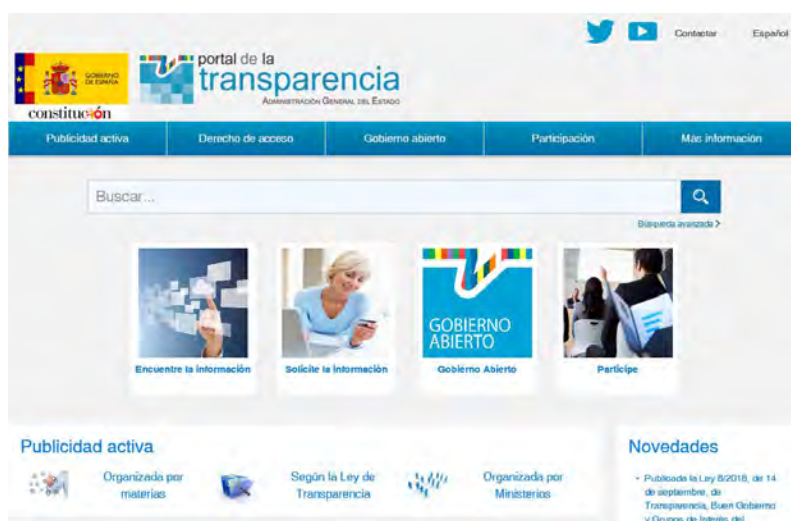 Contactar Español
GOBIERNO
DE ESPAÑA
constitución
portal de la
transparencia
ADMINISTRACIÓN GENERAL DEL ESTADO
Publicidad activa Derecho de acceso Gobierno abierto Participación Más información
Buscar...
Búsqueda avanzada >
GOBIERNO
ABIERTO
Encuentre la información Solicite la información Gobierno Abierto Participe
Publicidad activa
Organizada por
materias
Según la Ley de
Transparencia
Organizada por
Ministerios
Novedades
Publicada la Ley 8/2018, de 14
de septiembre, de
Transparencia, Buen Gobierno
y Grupos de Interés del